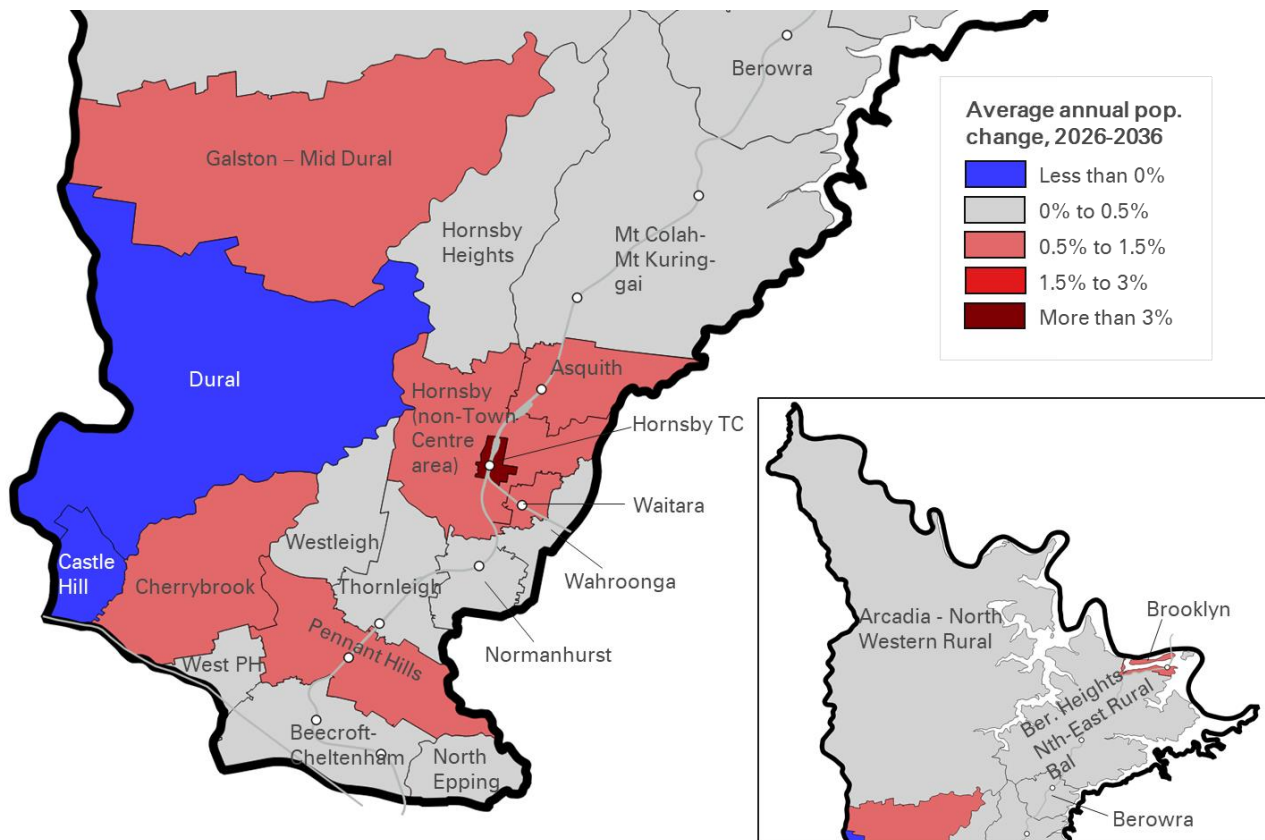 Berowra
Average annual pop.
change, 2026-2036
Less than 0%
0% to 0.5%
0.5% to 1.5%
1.5% to 3%
More than 3%
Galston – Mid Dural
Hornsby
Heights
Mt Colah-
Mt Kuring-
gai
Dural
Asquith
Hornsby
(non-Town
Centre
area)
Hornsby TC
Waitara
Westleigh
Castle
Hill
Cherrybrook
Thornleigh
Wahroonga
Pennant Hills
Normanhurst
West PH
Beecroft-
Cheltenham
North
Epping
Arcadia - North
Western Rural
Brooklyn
Ber. Heights
Nth-East Rural
Bal
Berowra